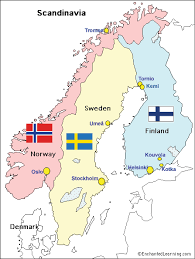 Scandinavia
Tromsø
Tornio
Kemi
Sweden
Umeå
Finland
Norway
Kouvola
Oslo
Helsinki
Kotka
Stockholm
Denmark
©EnchantedLearning.com